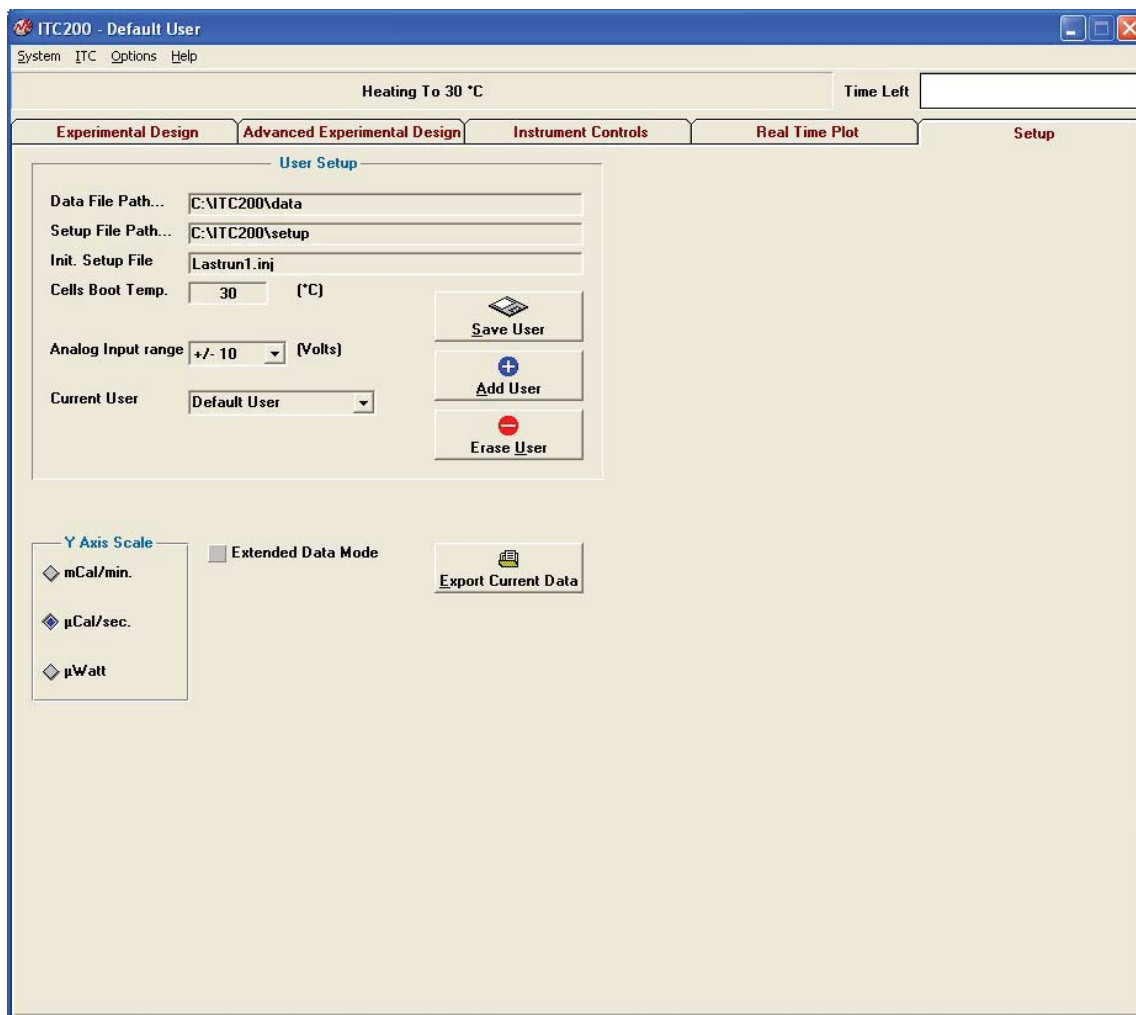 ITC200 - Default User
System ITC Options Help
Heating To 30 °C Time Left
Experimental Design Advanced Experimental Design Instrument Controls Real Time Plot Setup
User Setup
Data File Path... C:\ITC200\data
Setup File Path... C:\ITC200\setup
Init. Setup File Lastrun1.inj
Cells Boot Temp. 30 (°C)
Save User
Analog Input range +/- 10 (Volts)
Add User
Current User Default User
Erase User
Y Axis Scale
Extended Data Mode
mCal/min.
Export Current Data
µCal/sec.
µWatt